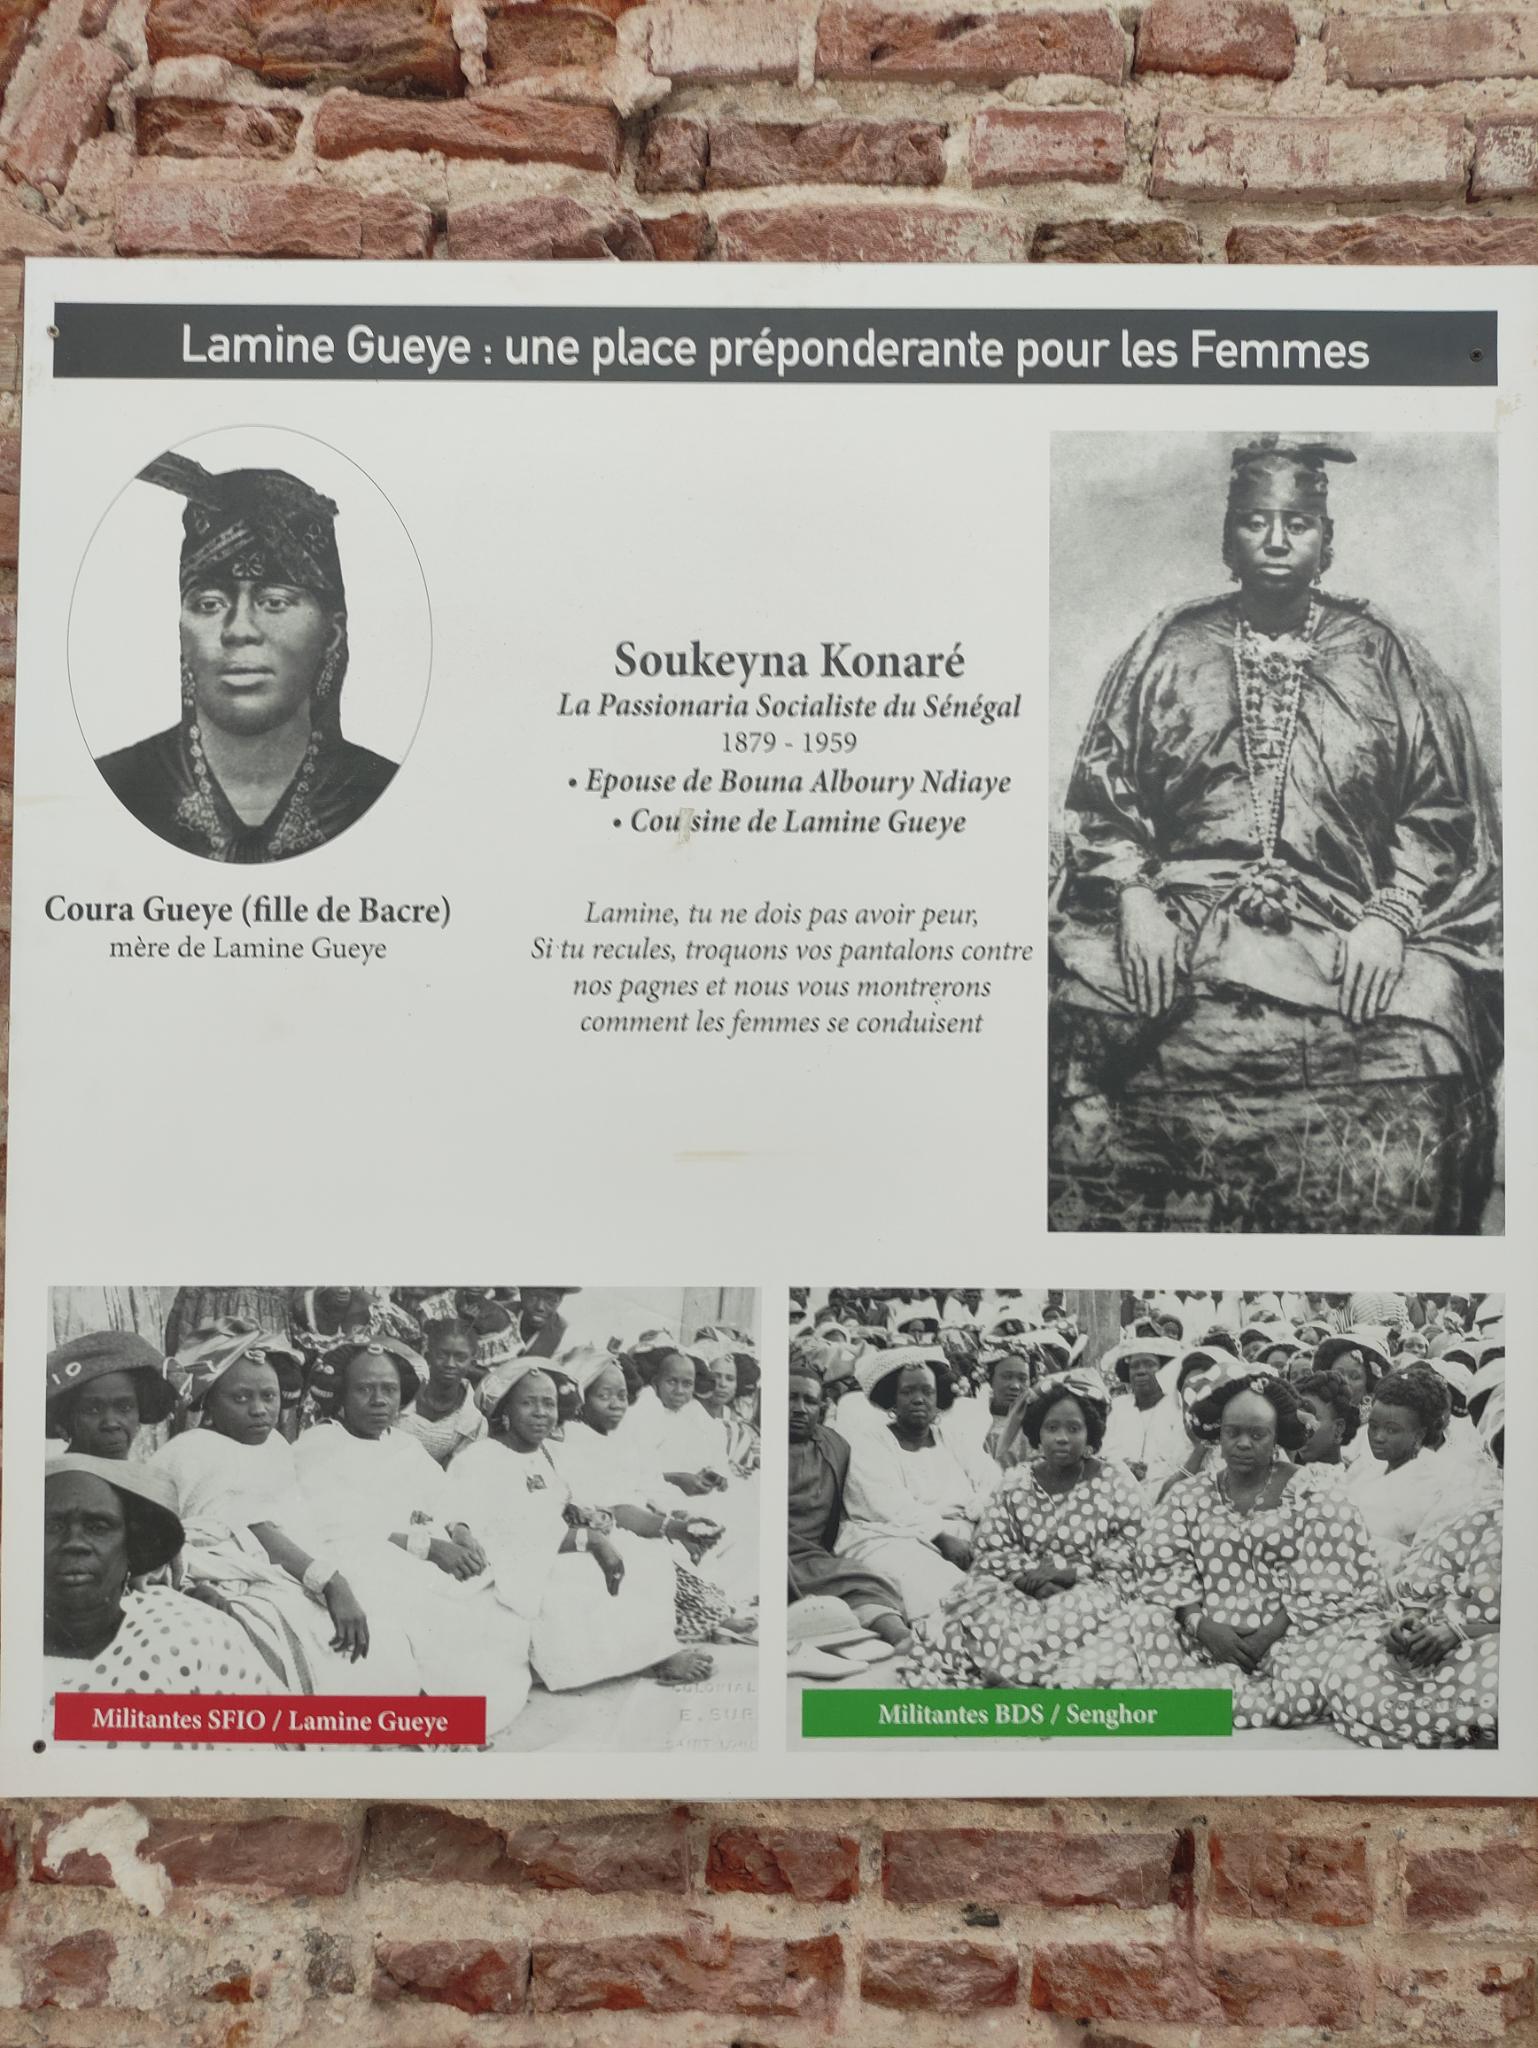 Lamine Gueye : une place préponderante pour les Femmes
Coura Gueye (fille de Bacre)
mère de Lamine Gueye
Soukeyna Konaré
La Passionaria Socialiste du Sénégal
1879 - 1959
• Epouse de Bouna Alboury Ndiaye
• Cou sine de Lamine Gueye
Lamine, tu ne dois pas avoir peur,
Si tu recules, troquons vos pantalons contre
nos pagnes et nous vous montrerons
comment les femmes se conduisent
COLONIAL
E. SUR
SAINT LOUIS
Militantes SFIO / Lamine Gueye
COLONIAL
Militantes BDS / Senghor